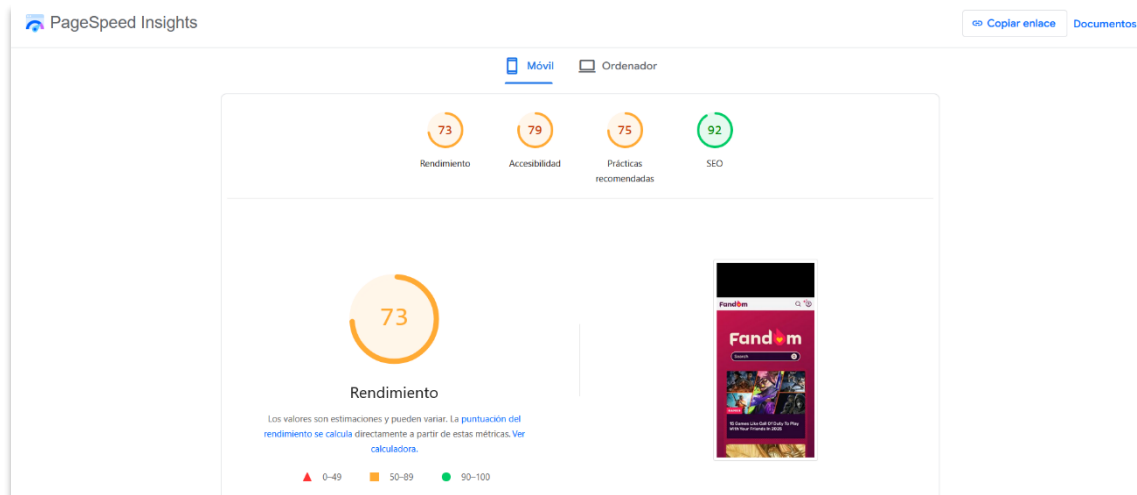 PageSpeed Insights
Copiar enlace
Documentos
Móvil
Ordenador
73
79
75
92
Rendimiento
Accesibilidad
Prácticas
recomendadas
SEO
73
Rendimiento
Los valores son estimaciones y pueden variar. La puntuación del
rendimiento se calcula directamente a partir de estas métricas. Ver
calculadora.
0–49
50–89
90–100
Fandom
Fandom
Search
GAMES
15 Games Like Call Of Duty To Play
With Your Friends In 2025